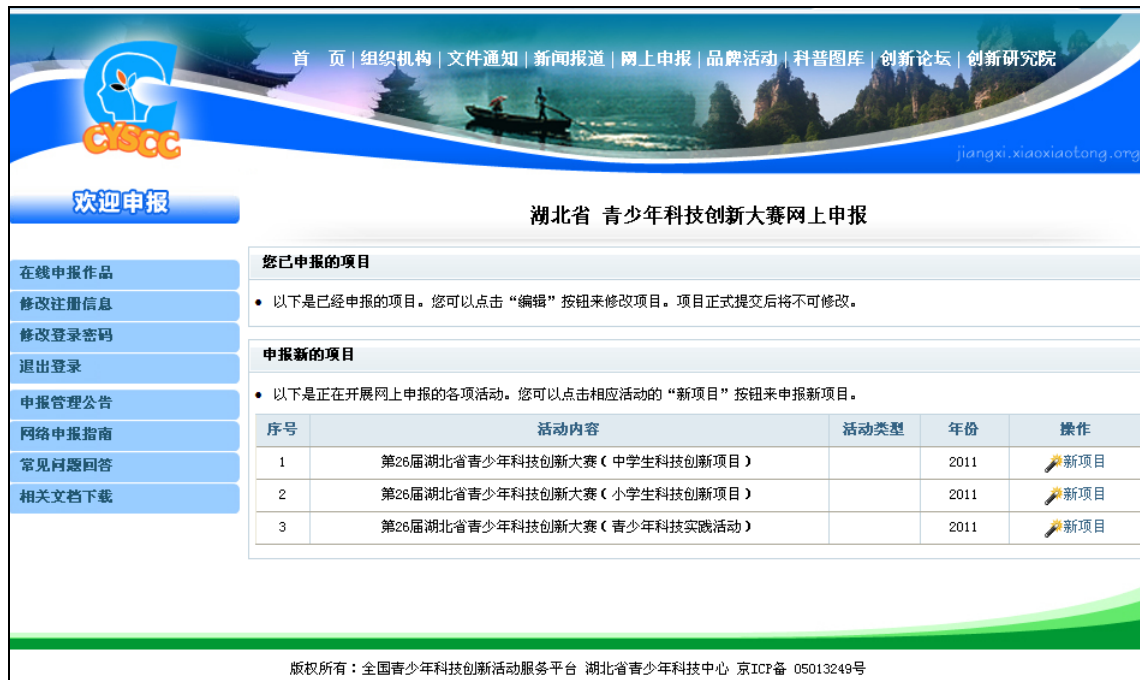 首 页 | 组织机构 | 文件通知 | 新闻报道 | 网上申报 | 品牌活动 | 科普图库 | 创新论坛 | 创新研究院
CYSCC
jiangxi.xiaoxiaotong.org
欢迎申报
湖北省 青少年科技创新大赛网上申报
在线申报作品
修改注册信息
修改登录密码
退出登录
申报管理公告
网络申报指南
常见问题回答
相关文档下载
您已申报的项目
• 以下是已经申报的项目。您可以点击“编辑”按钮来修改项目。项目正式提交后将不可修改。
申报新的项目
• 以下是正在开展网上申报的各项活动。您可以点击相应活动的“新项目”按钮来申报新项目。
序号 活动内容 活动类型 年份 操作
1 第26届湖北省青少年科技创新大赛(中学生科技创新项目) 2011 新项目
2 第26届湖北省青少年科技创新大赛(小学生科技创新项目) 2011 新项目
3 第26届湖北省青少年科技创新大赛(青少年科技实践活动) 2011 新项目
版权所有：全国青少年科技创新活动服务平台 湖北省青少年科技中心 京ICP备 05013249号